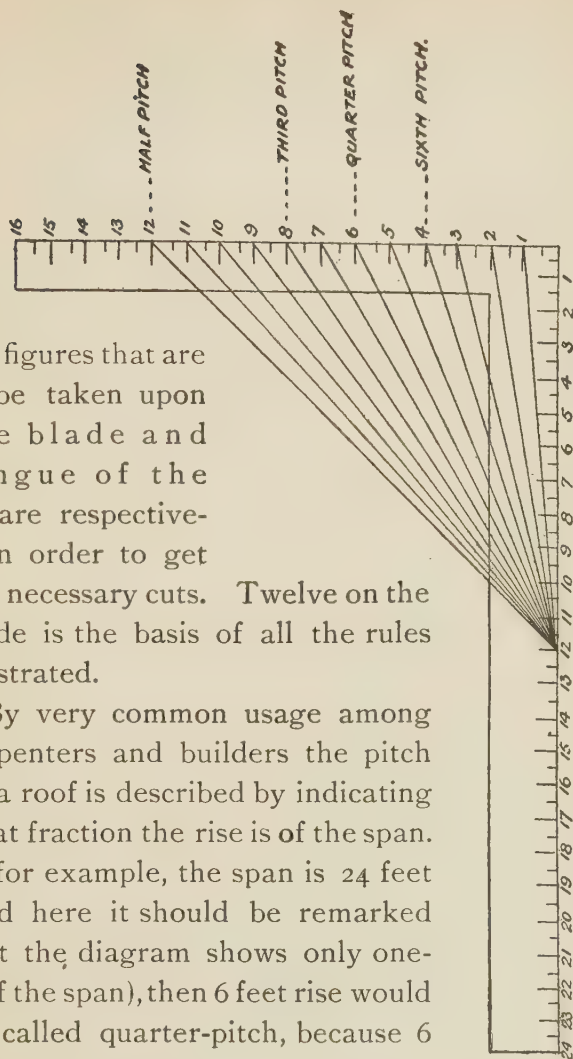 HALF PITCH
THIRD PITCH
QUARTER PITCH
SIXTH PITCH.
16 15 14 13 12 11 10 9 8 7 6 5 4 3 2 1
1 2 3 4 5 6 7 8 9 10 11 12 13 14 15 16 17 18 19 20 21 22 23 24
figures that are
be taken upon
e blade and
ngue of the
are respective-
n order to get
necessary cuts. Twelve on the
de is the basis of all the rules
strated.
By very common usage among
penters and builders the pitch
a roof is described by indicating
at fraction the rise is of the span.
for example, the span is 24 feet
d here it should be remarked
t the diagram shows only one-
f the span), then 6 feet rise would
called quarter-pitch, because 6